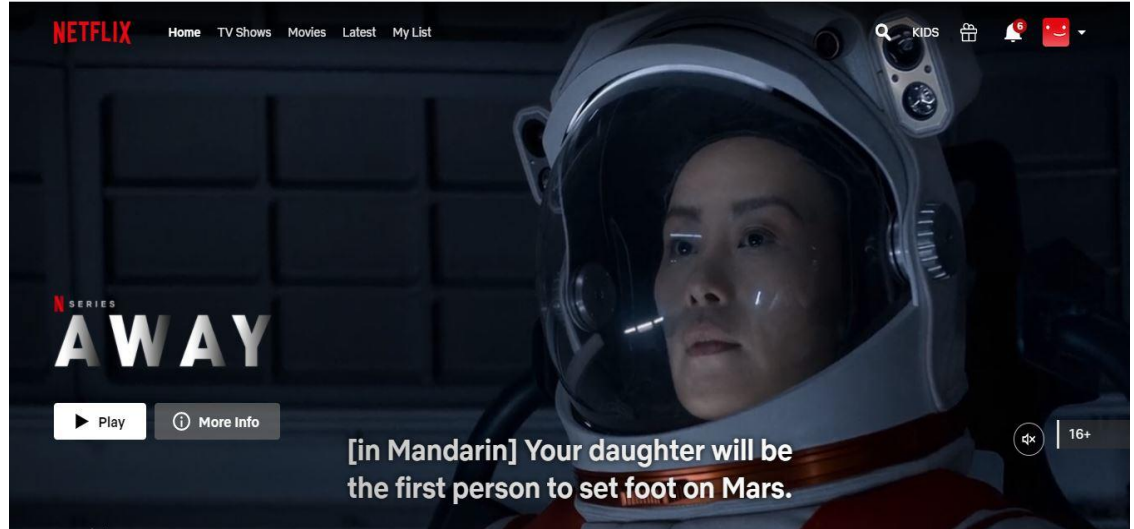 NETFLIX Home TV Shows Movies Latest My List KIDS 6
N SERIES
AWAY
Play More Info
16+
[in Mandarin] Your daughter will be
the first person to set foot on Mars.